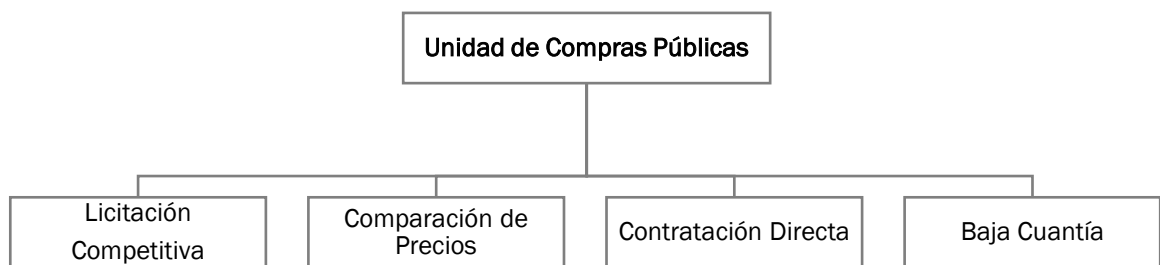 Unidad de Compras Públicas
Licitación
Competitiva
Comparación de
Precios
Contratación Directa
Baja Cuantía